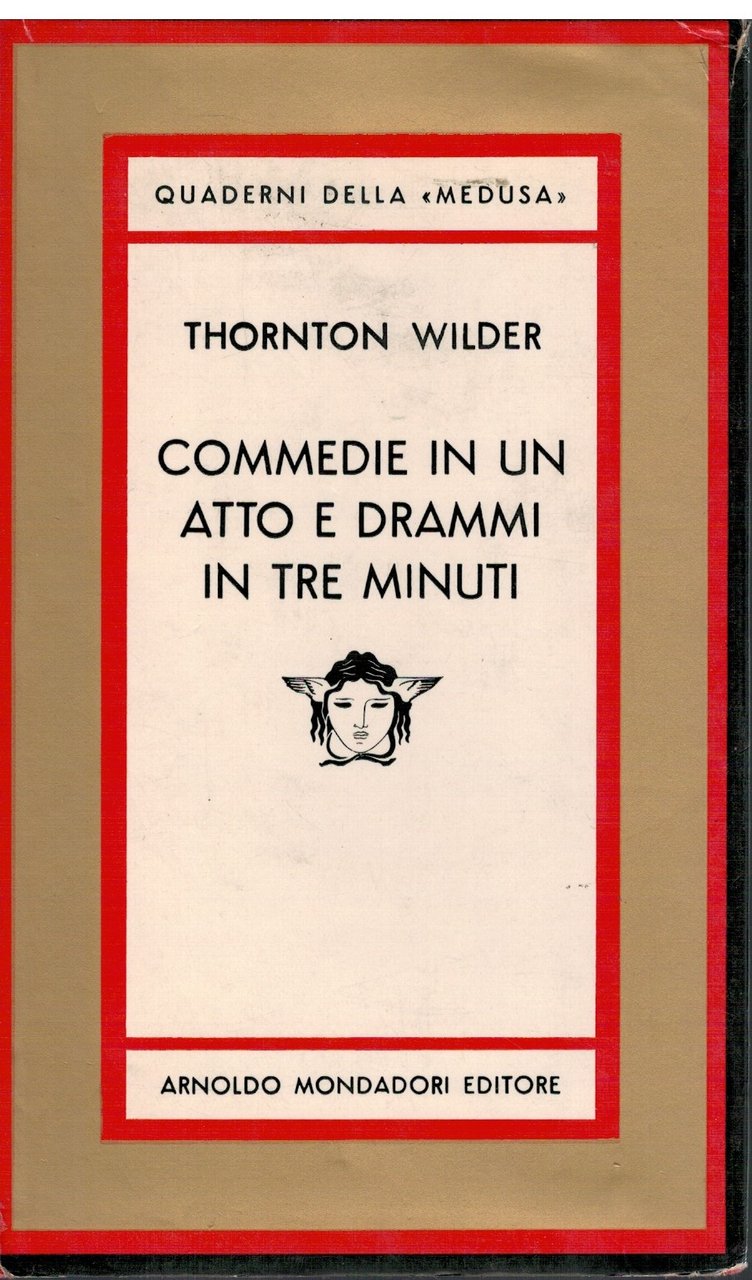 QUADERNI DELLA «MEDUSA»
THORNTON WILDER
COMMEDIE IN UN
ATTO E DRAMMI
IN TRE MINUTI
ARNOLDO MONDADORI EDITORE